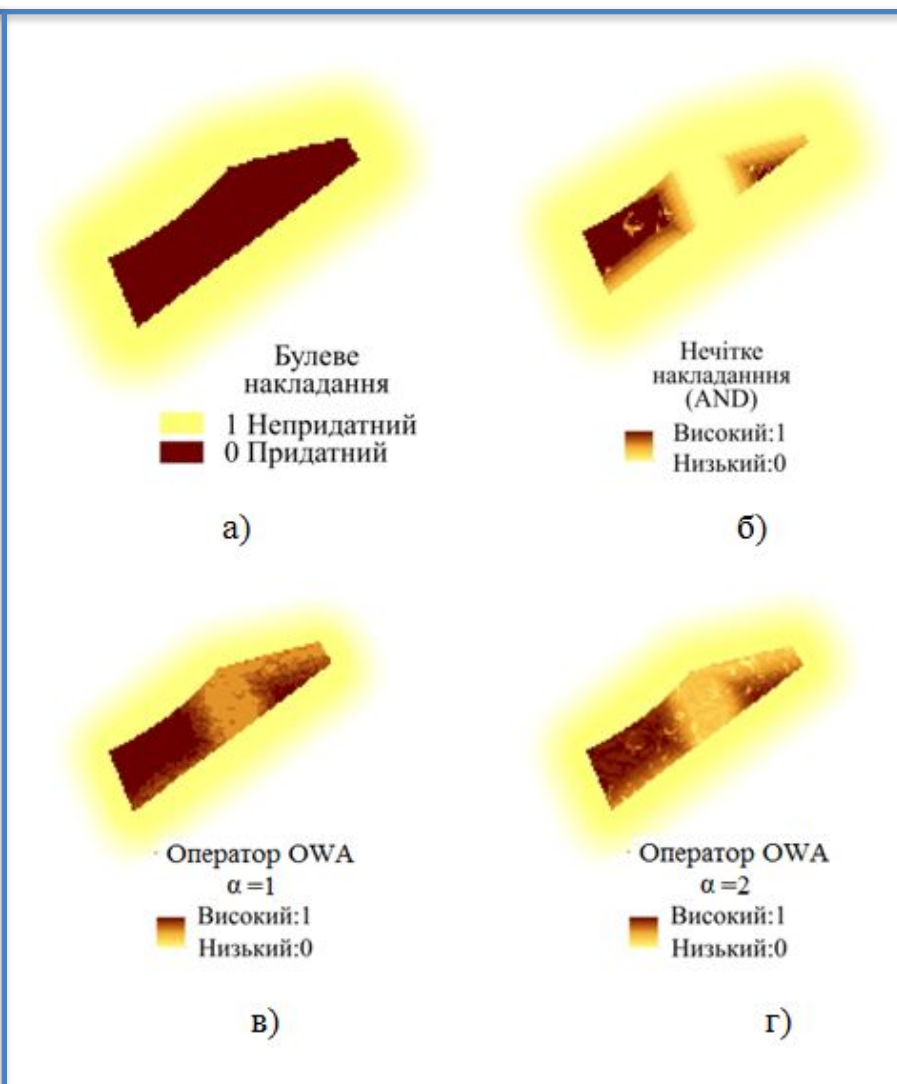 Булеве
накладання
1 Непридатний
0 Придатний
а)
Нечітке
накладанння
(AND)
Високий:1
Низький:0
б)
Оператор OWA
α =1
Високий:1
Низький:0
в)
Оператор OWA
α =2
Високий:1
Низький:0
г)